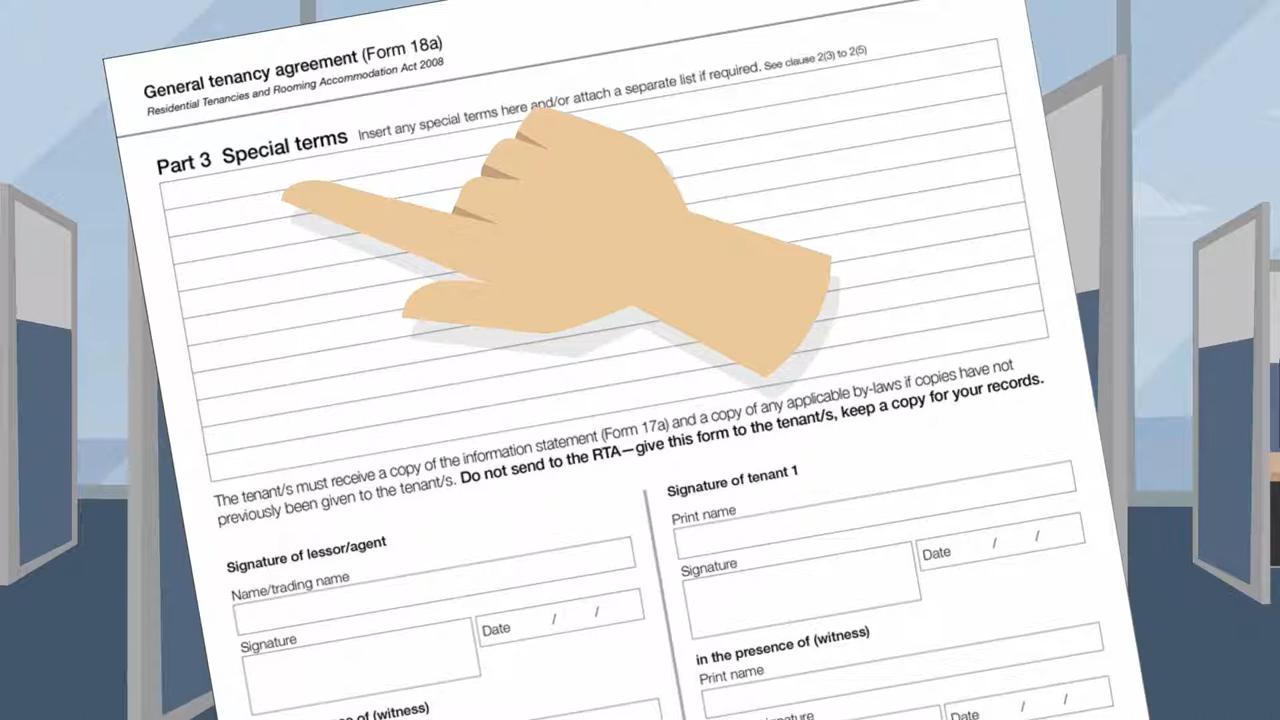 General tenancy agreement (Form 18a)
Residential Tenancies and Rooming Accommodation Act 2008
Part 3 Special terms Insert any special terms here and/or attach a separate list if required. See clause 2(3) to 2(5)
The tenant/s must receive a copy of the information statement (Form 17a) and a copy of any applicable by-laws if copies have not
previously been given to the tenant/s. Do not send to the RTA—give this form to the tenant/s, keep a copy for your records.
Signature of lessor/agent
Name/trading name
Signature
Date / /
of (witness)
Signature of tenant 1
Print name
Signature
Date / /
in the presence of (witness)
Print name
Date / /